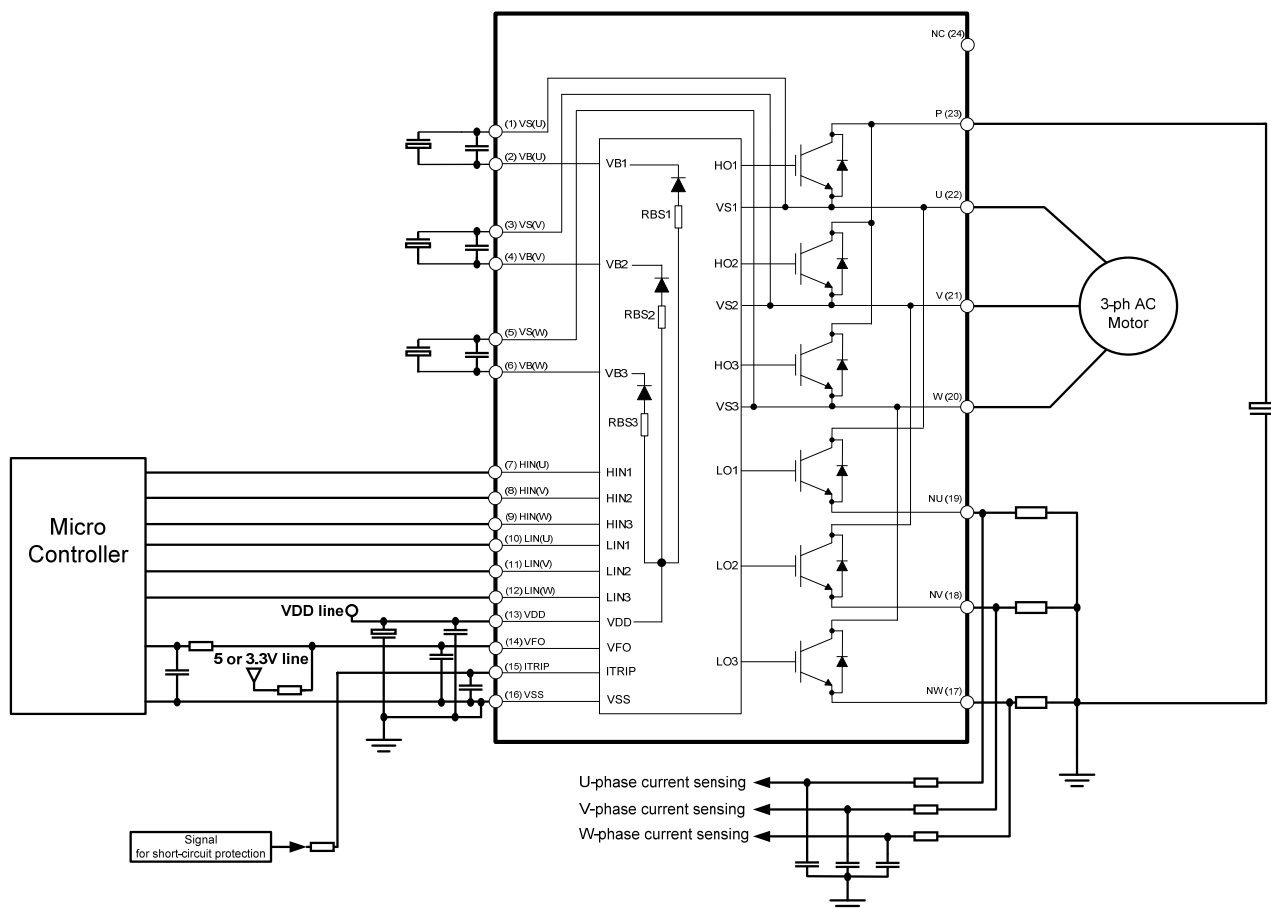 NC (24)
(1) VS(U)
(2) VB(U)
(3) VS(V)
(4) VB(V)
(5) VS(W)
(6) VB(W)
(7) HIN(U)
(8) HIN(V)
(9) HIN(W)
(10) LIN(U)
(11) LIN(V)
(12) LIN(W)
(13) VDD
(14) VFO
(15) ITRIP
(16) VSS
VB1
RBS1
VB2
RBS2
VB3
RBS3
HIN1
HIN2
HIN3
LIN1
LIN2
LIN3
VDD
VFO
ITRIP
VSS
HO1
VS1
HO2
VS2
HO3
VS3
LO1
LO2
LO3
P (23)
U (22)
V (21)
W (20)
NU (19)
NV (18)
NW (17)
3-ph AC
Motor
Micro
Controller
VDD line
5 or 3.3V line
Signal
for short-circuit protection
U-phase current sensing
V-phase current sensing
W-phase current sensing